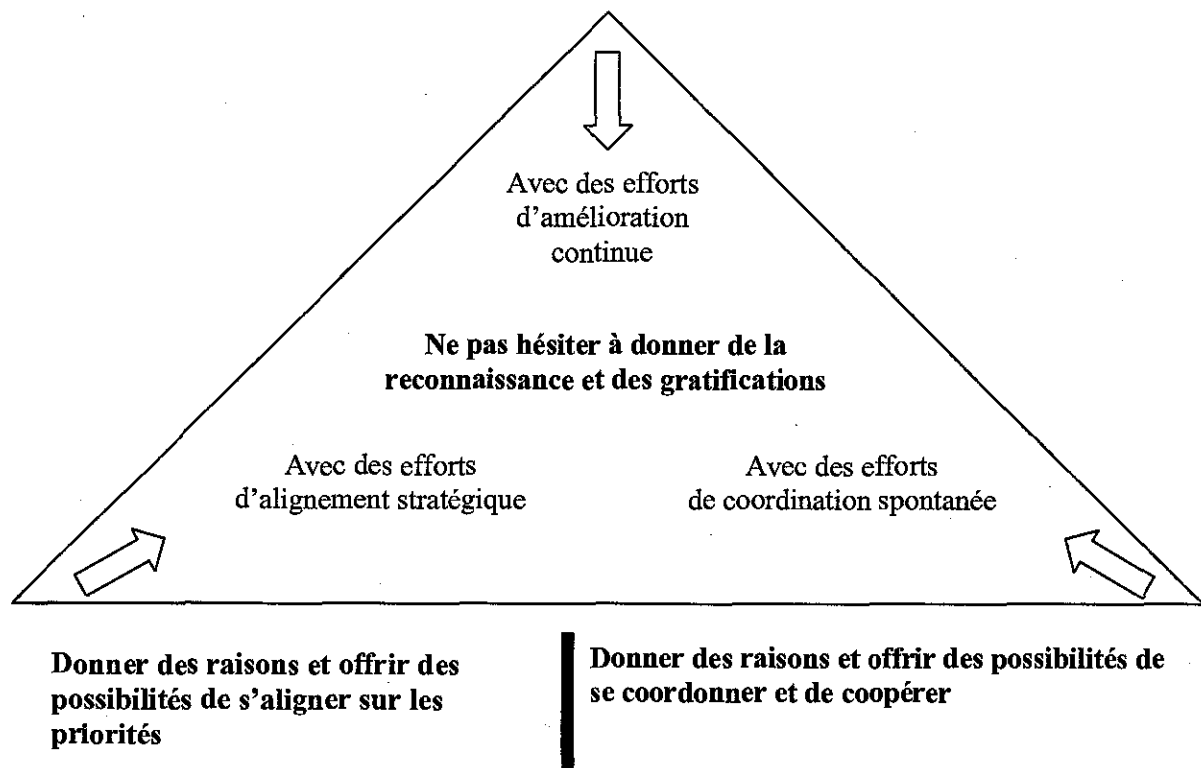 Avec des efforts
d'amélioration
continue
Ne pas hésiter à donner de la
reconnaissance et des gratifications
Avec des efforts
d'alignement stratégique
Avec des efforts
de coordination spontanée
Donner des raisons et offrir des
possibilités de s'aligner sur les
priorités
Donner des raisons et offrir des possibilités de
se coordonner et de coopérer